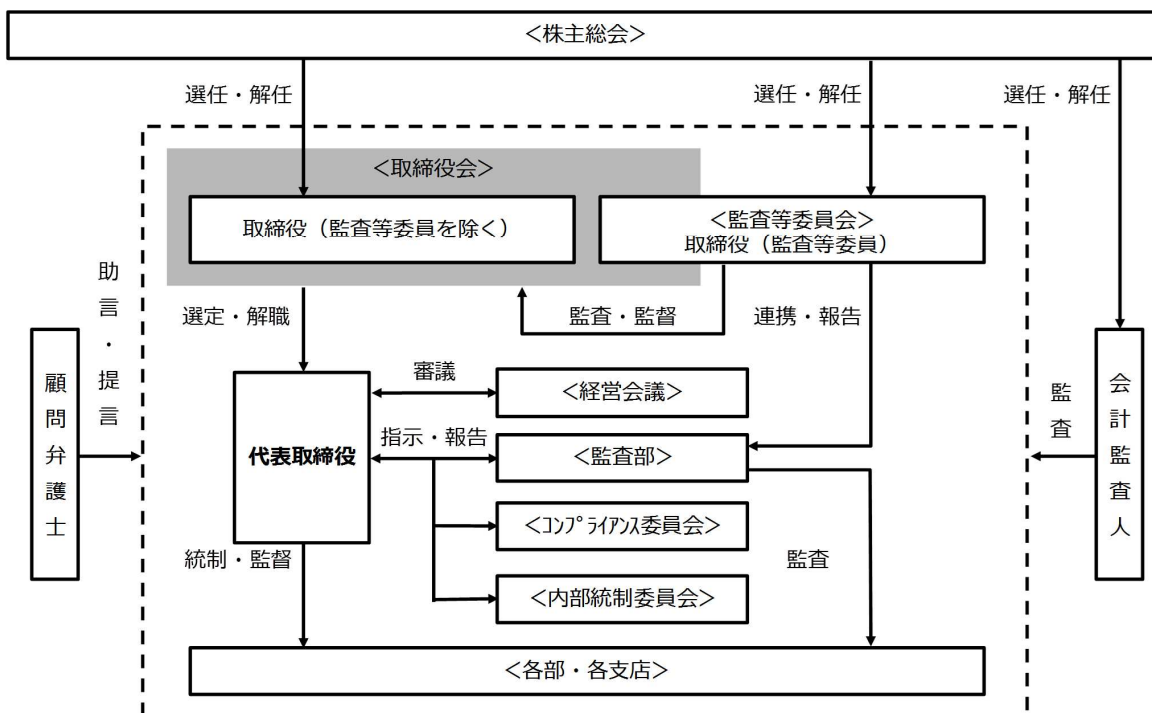 <株主総会>
選任・解任
選任・解任
選任・解任
<取締役会>
取締役（監査等委員を除く）
<監査等委員会>
取締役（監査等委員）
助言・提言
選定・解職
監査・監督
連携・報告
顧問弁護士
審議
<経営会議>
監査
会計監査人
代表取締役
指示・報告
<監査部>
<ｺﾝﾌﾟﾗｲｱﾝｽ委員会>
統制・監督
監査
<内部統制委員会>
<各部・各支店>